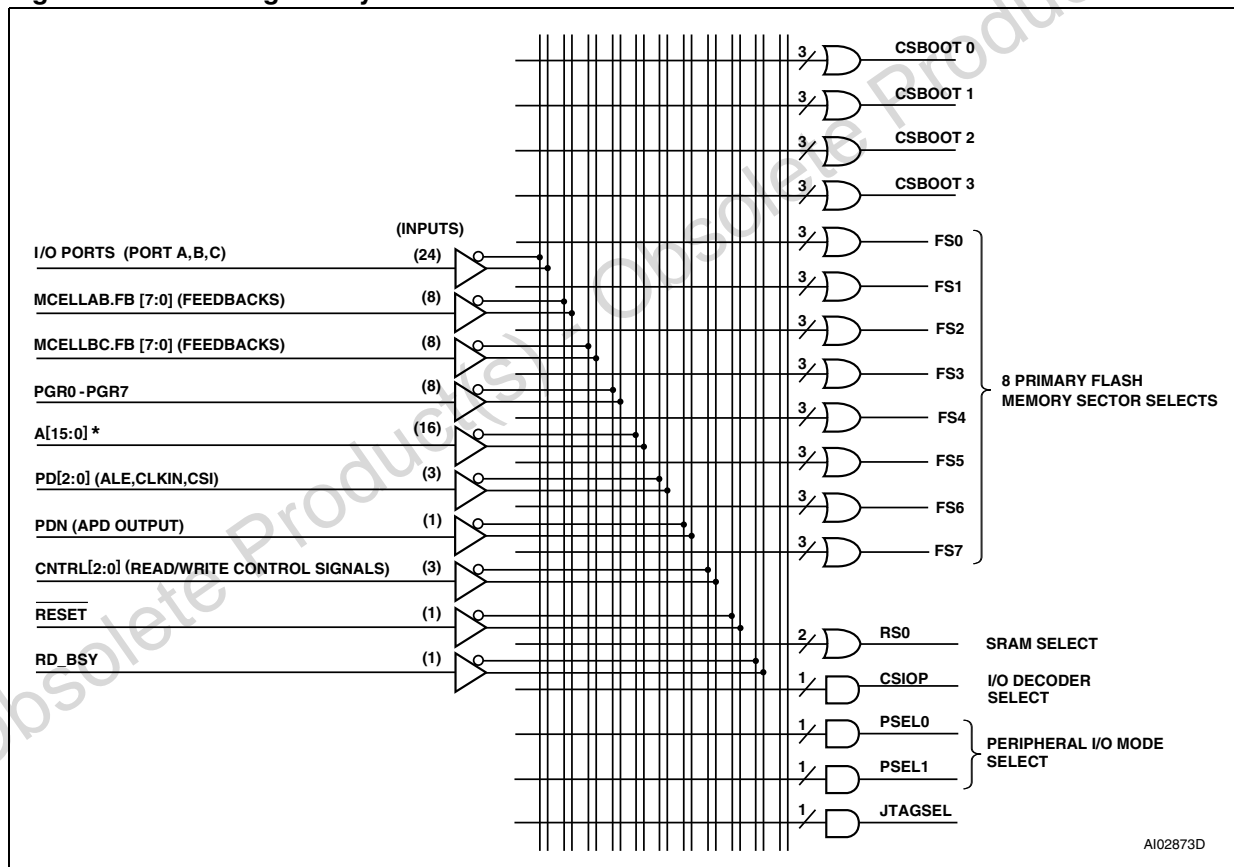 CSBOOT 0
3
CSBOOT 1
3
CSBOOT 2
3
CSBOOT 3
3
(INPUTS)
I/O PORTS (PORT A,B,C)
(24)
MCELLAB.FB [7:0] (FEEDBACKS)
(8)
MCELLBC.FB [7:0] (FEEDBACKS)
(8)
PGR0 -PGR7
(8)
A[15:0] *
(16)
PD[2:0] (ALE,CLKIN,CSI)
(3)
PDN (APD OUTPUT)
(1)
CNTRL[2:0] (READ/WRITE CONTROL SIGNALS)
(3)
RESET
(1)
RD_BSY
(1)
3
FS0
3
FS1
3
FS2
3
FS3
3
FS4
3
FS5
3
FS6
3
FS7
8 PRIMARY FLASH
MEMORY SECTOR SELECTS
2
RS0
SRAM SELECT
1
CSIOP
I/O DECODER
SELECT
1
PSEL0
1
PSEL1
PERIPHERAL I/O MODE
SELECT
1
JTAGSEL
AI02873D
Obsolete Product(s) - Obsolete Product